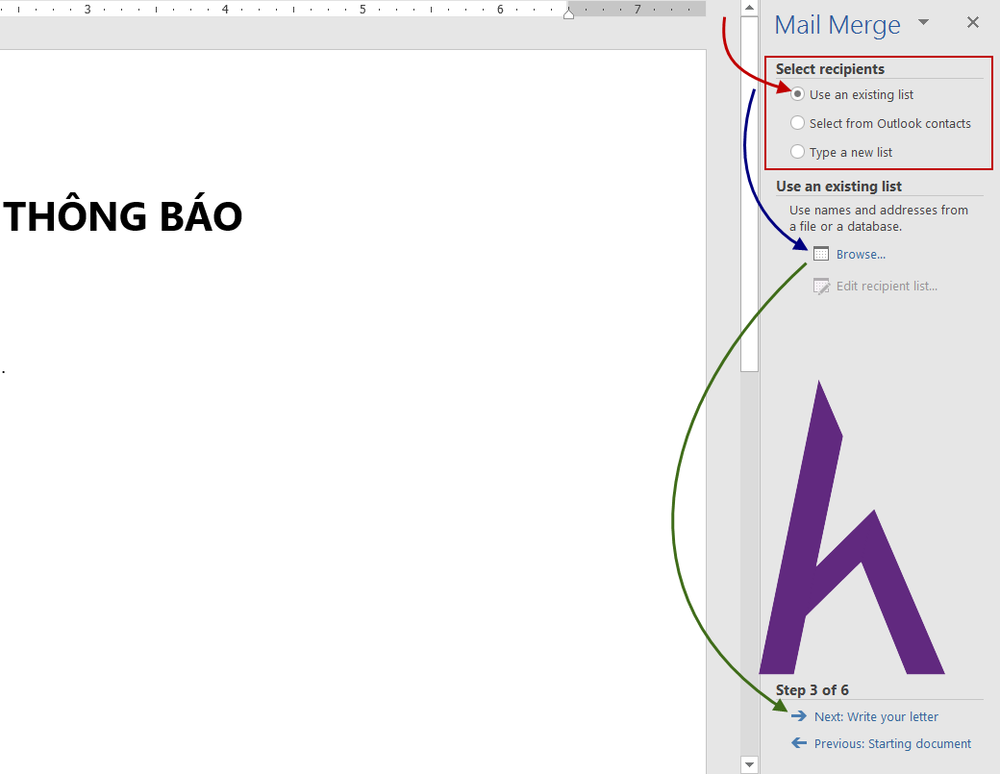 3 4 5 6 7
THÔNG BÁO
.
Mail Merge
Select recipients
Use an existing list
Select from Outlook contacts
Type a new list
Use an existing list
Use names and addresses from
a file or a database.
Browse...
Edit recipient list...
h
Step 3 of 6
Next: Write your letter
Previous: Starting document